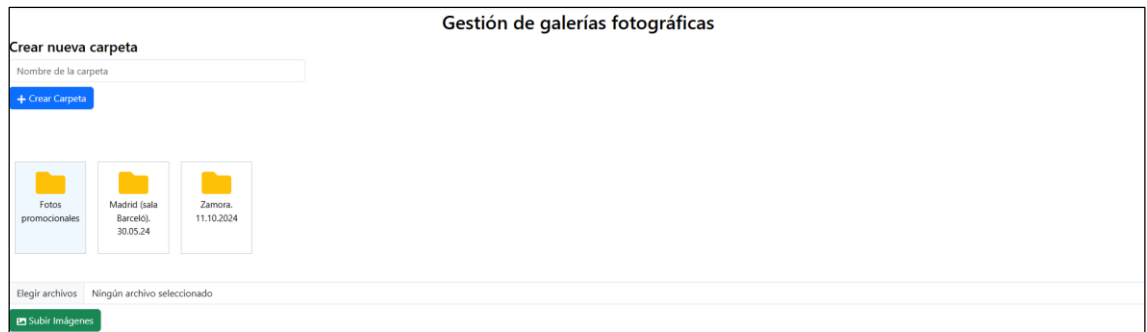 Gestión de galerías fotográficas
Crear nueva carpeta
Nombre de la carpeta
+ Crear Carpeta
Fotos
promocionales
Madrid (sala
Barceló).
30.05.24
Zamora.
11.10.2024
Elegir archivos Ningún archivo seleccionado
Subir Imágenes